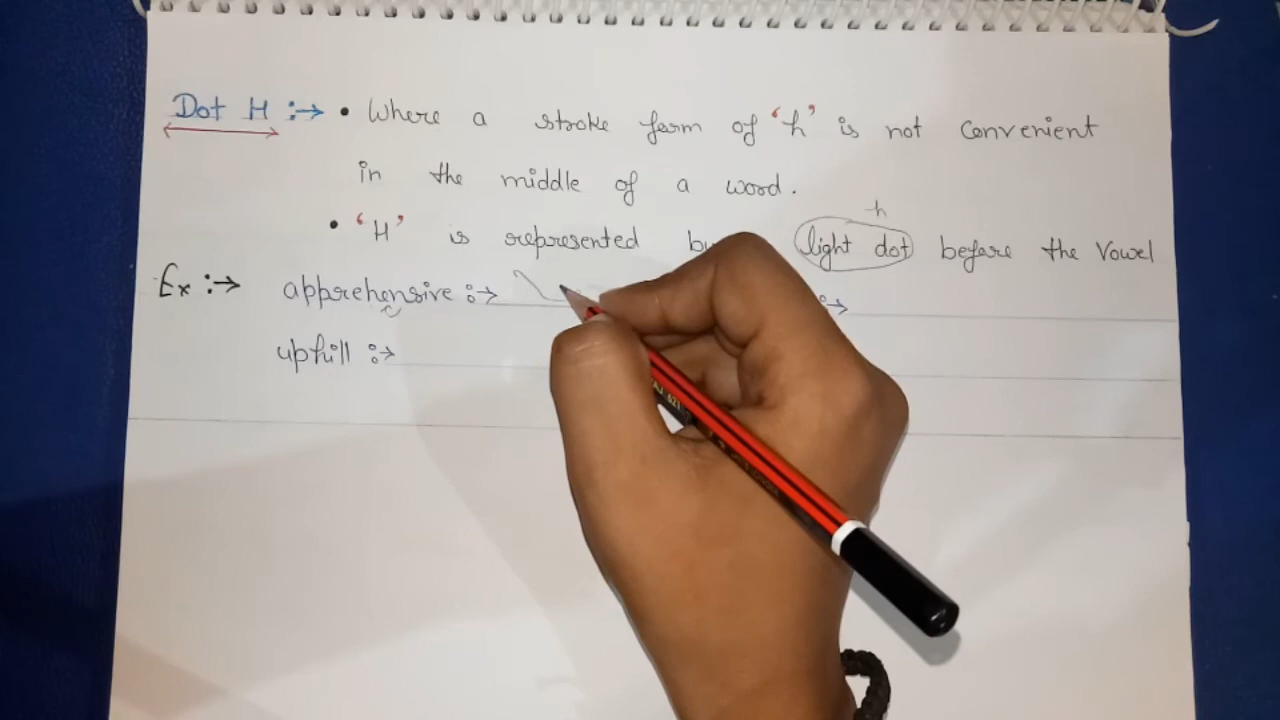 Dot H :→ • Where a stroke form of 'h' is not convenient
in the middle of a word.
h
• 'H' is represented light dot before the vowel
Ex :→ apprehensive :→ :→
uphill :→